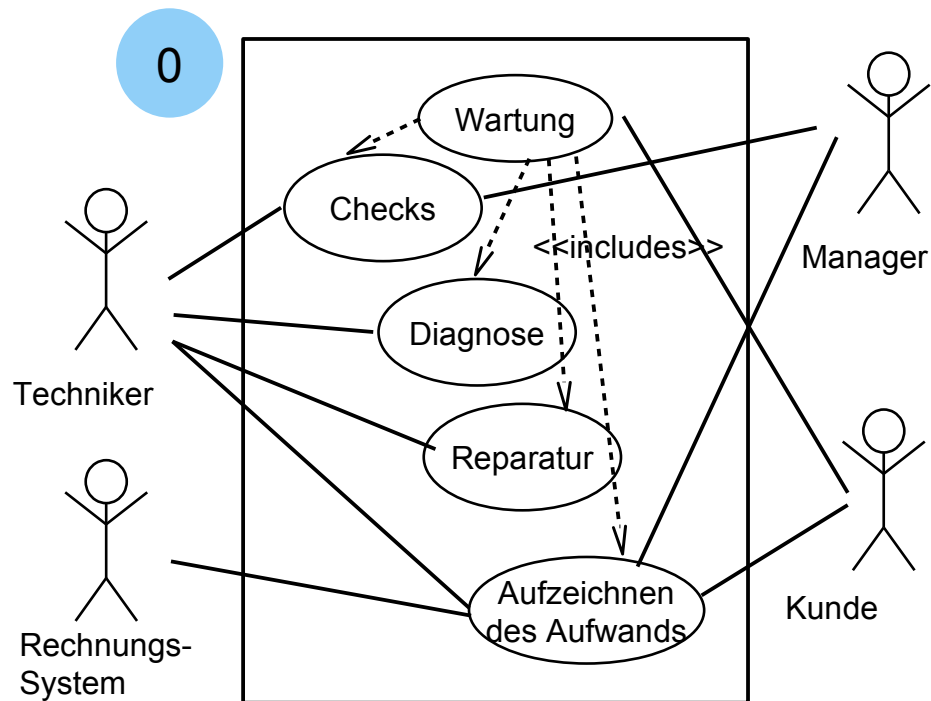 0
Wartung
Checks
<<includes>>
Manager
Diagnose
Techniker
Reparatur
Aufzeichnen
des Aufwands
Kunde
Rechnungs-
System